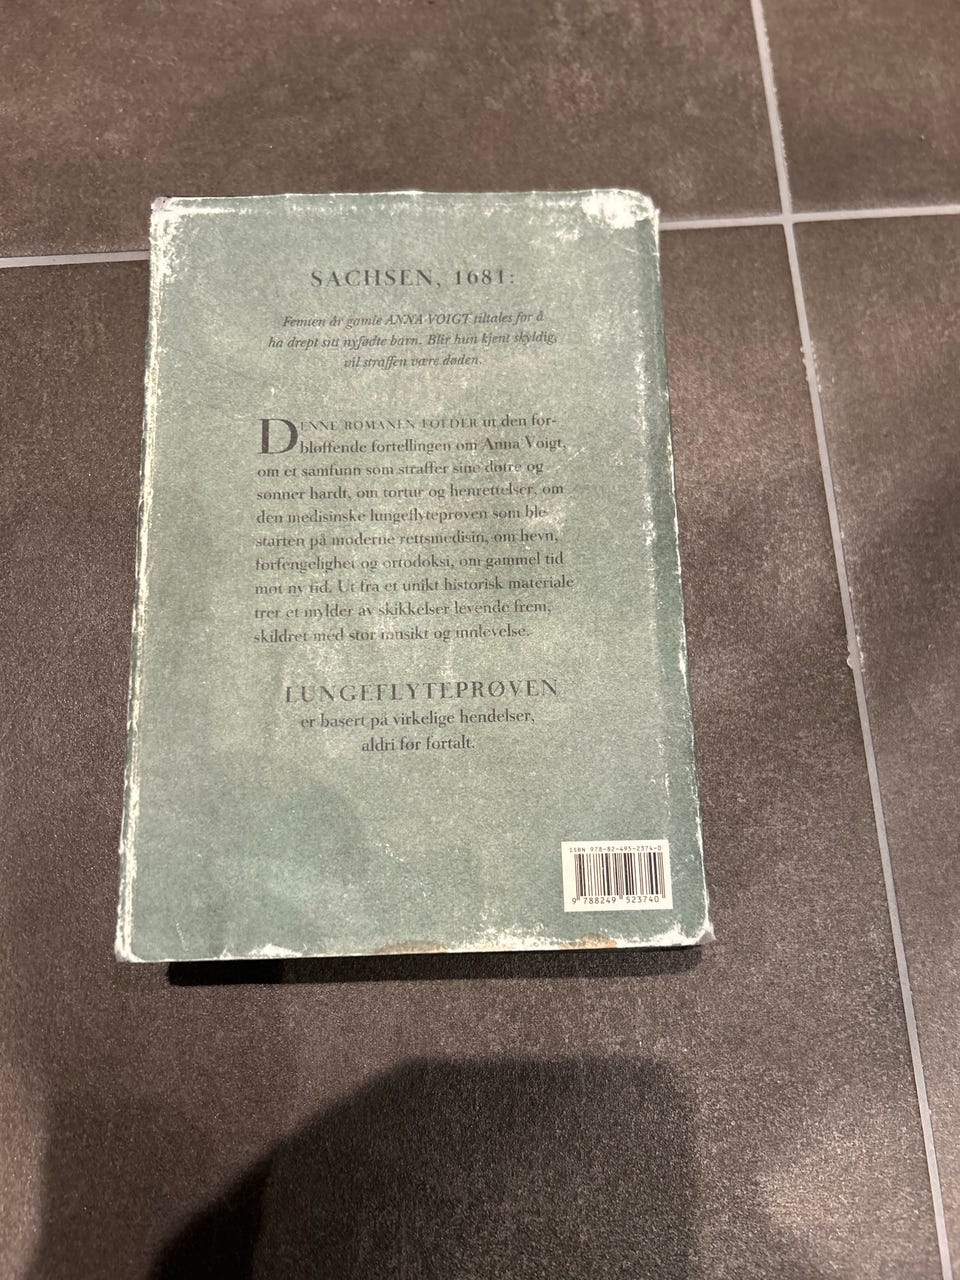 SACHSEN, 1681:
Femten år gamle ANNA VOIGT tiltales for å
ha drept sitt nyfødte barn. Blir hun kjent skyldig,
vil straffen være døden.
DENNE ROMANEN FOLDER ut den for-
bløffende fortellingen om Anna Voigt,
om et samfunn som straffer sine døtre og
sønner hardt, om tortur og henrettelser, om
den medisinske lungeflyteprøven som ble
starten på moderne rettsmedisin, om hevn,
forfengelighet og ortodoksi, om gammel tid
mot ny tid. Ut fra et unikt historisk materiale
trer et mylder av skikkelser levende frem,
skildret med stor innsikt og innlevelse.
LUNGEFLYTEPRØVEN
er basert på virkelige hendelser,
aldri før fortalt.
ISBN 978-82-495-2374-0
9 788249 523740